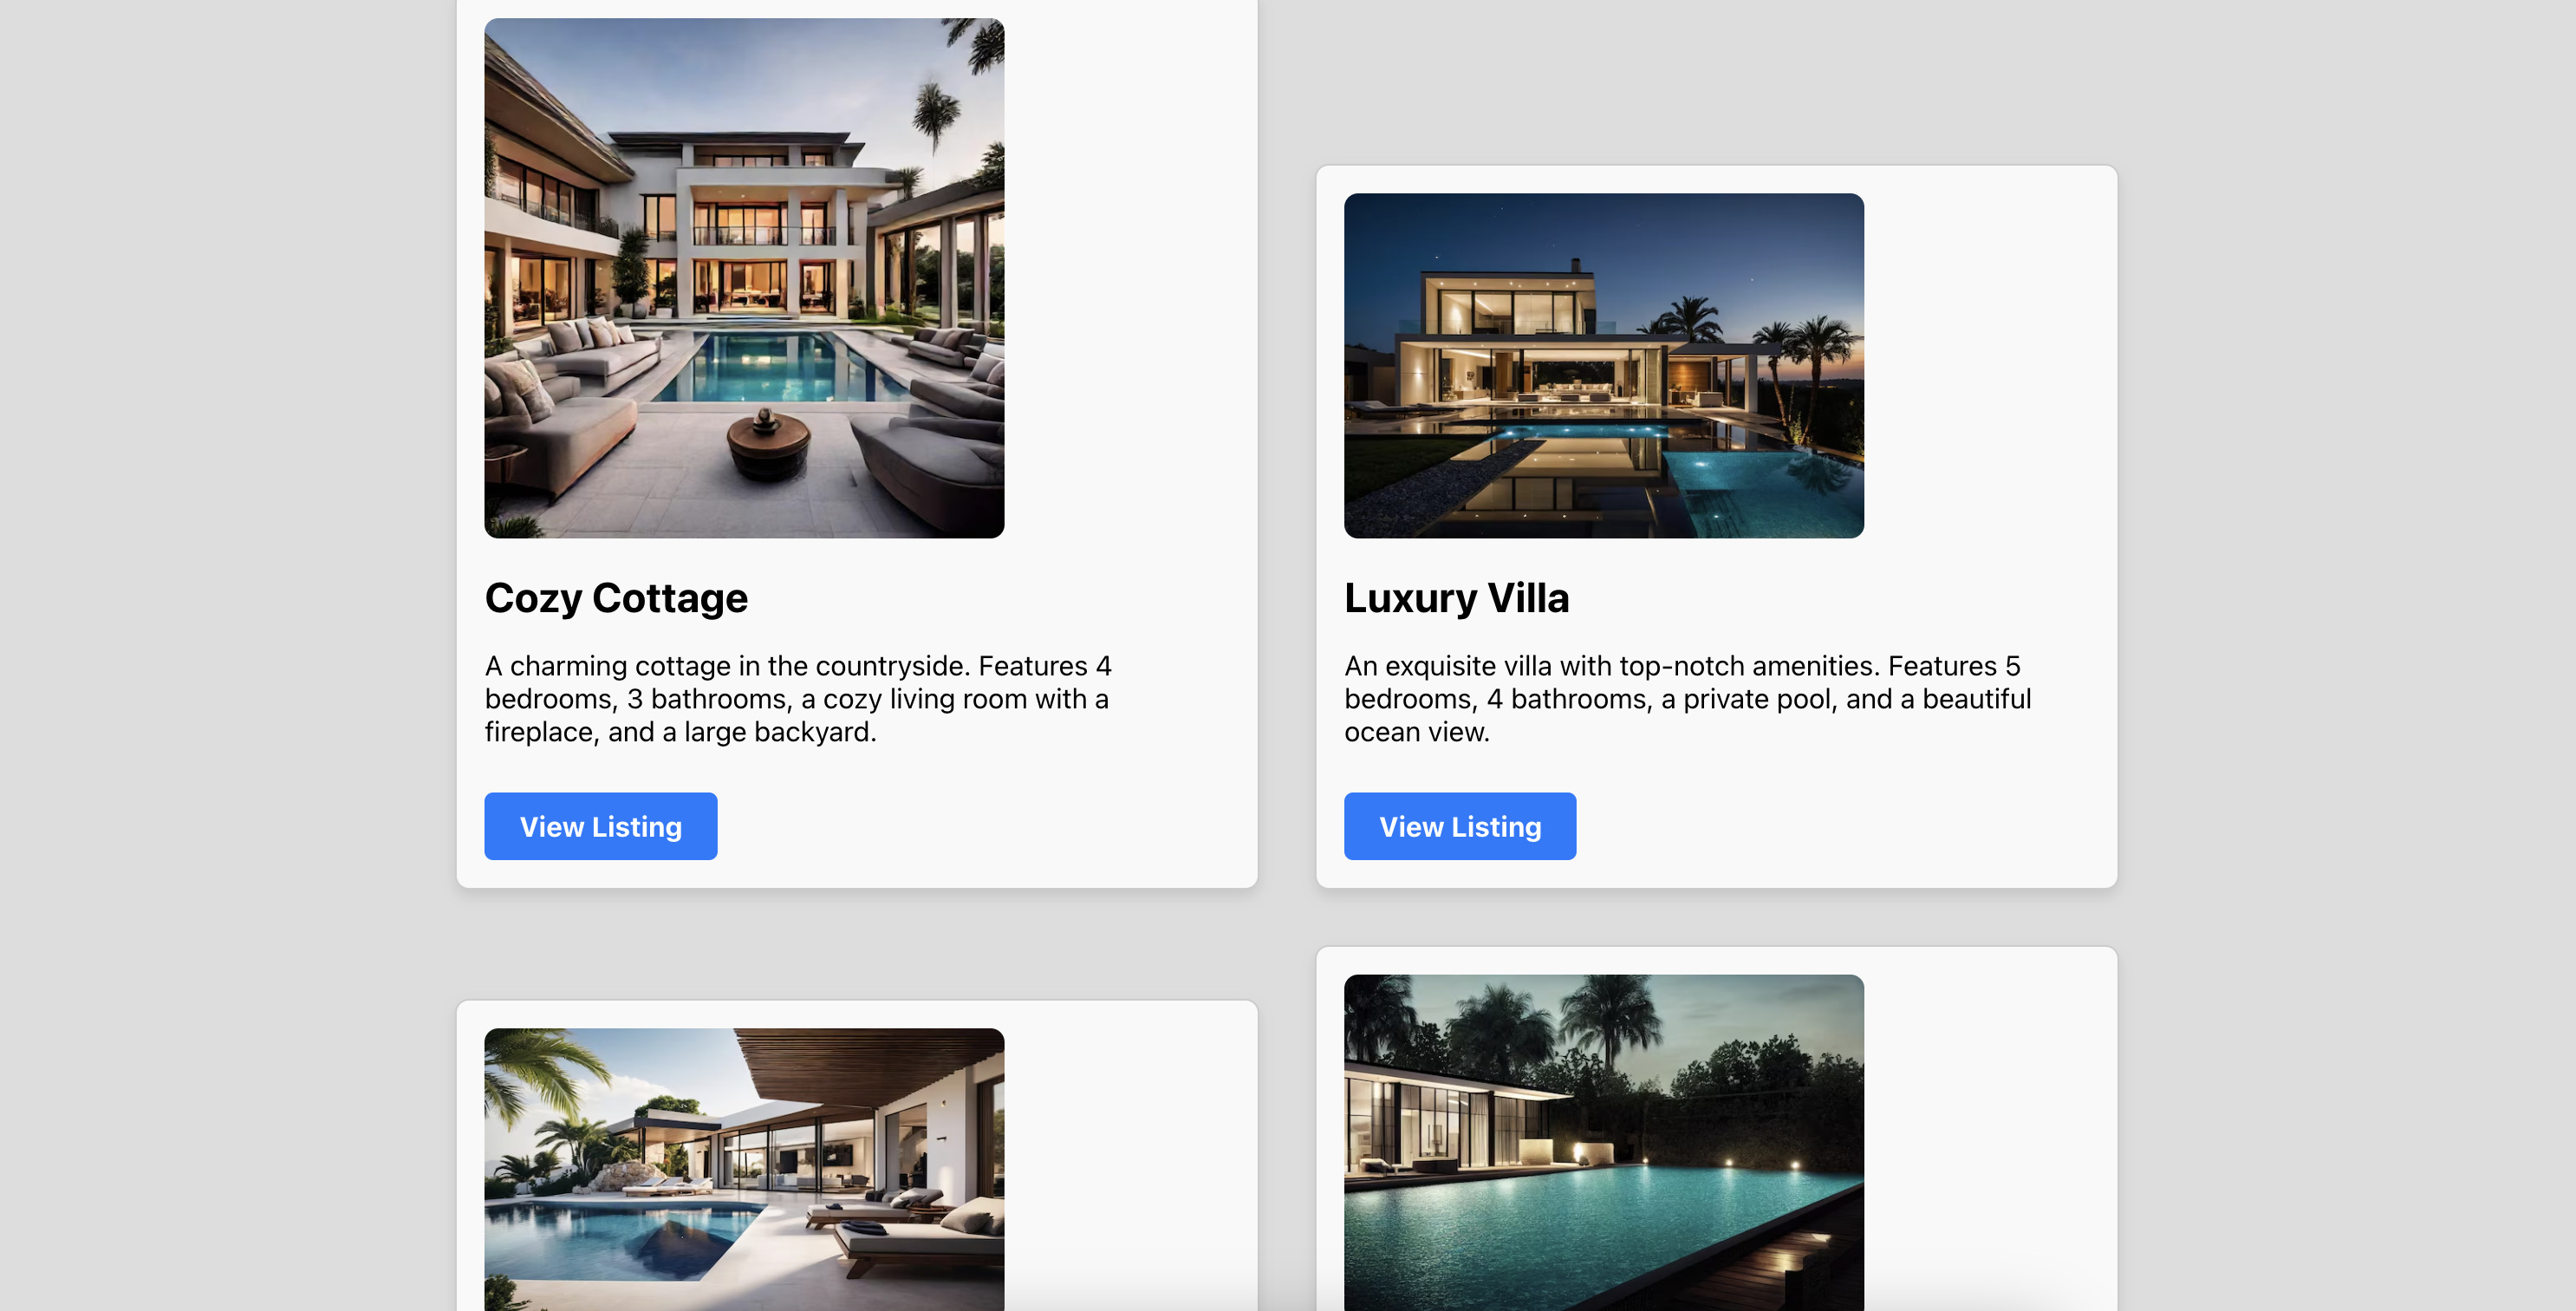 Cozy Cottage
A charming cottage in the countryside. Features 4
bedrooms, 3 bathrooms, a cozy living room with a
fireplace, and a large backyard.
View Listing
Luxury Villa
An exquisite villa with top-notch amenities. Features 5
bedrooms, 4 bathrooms, a private pool, and a beautiful
ocean view.
View Listing